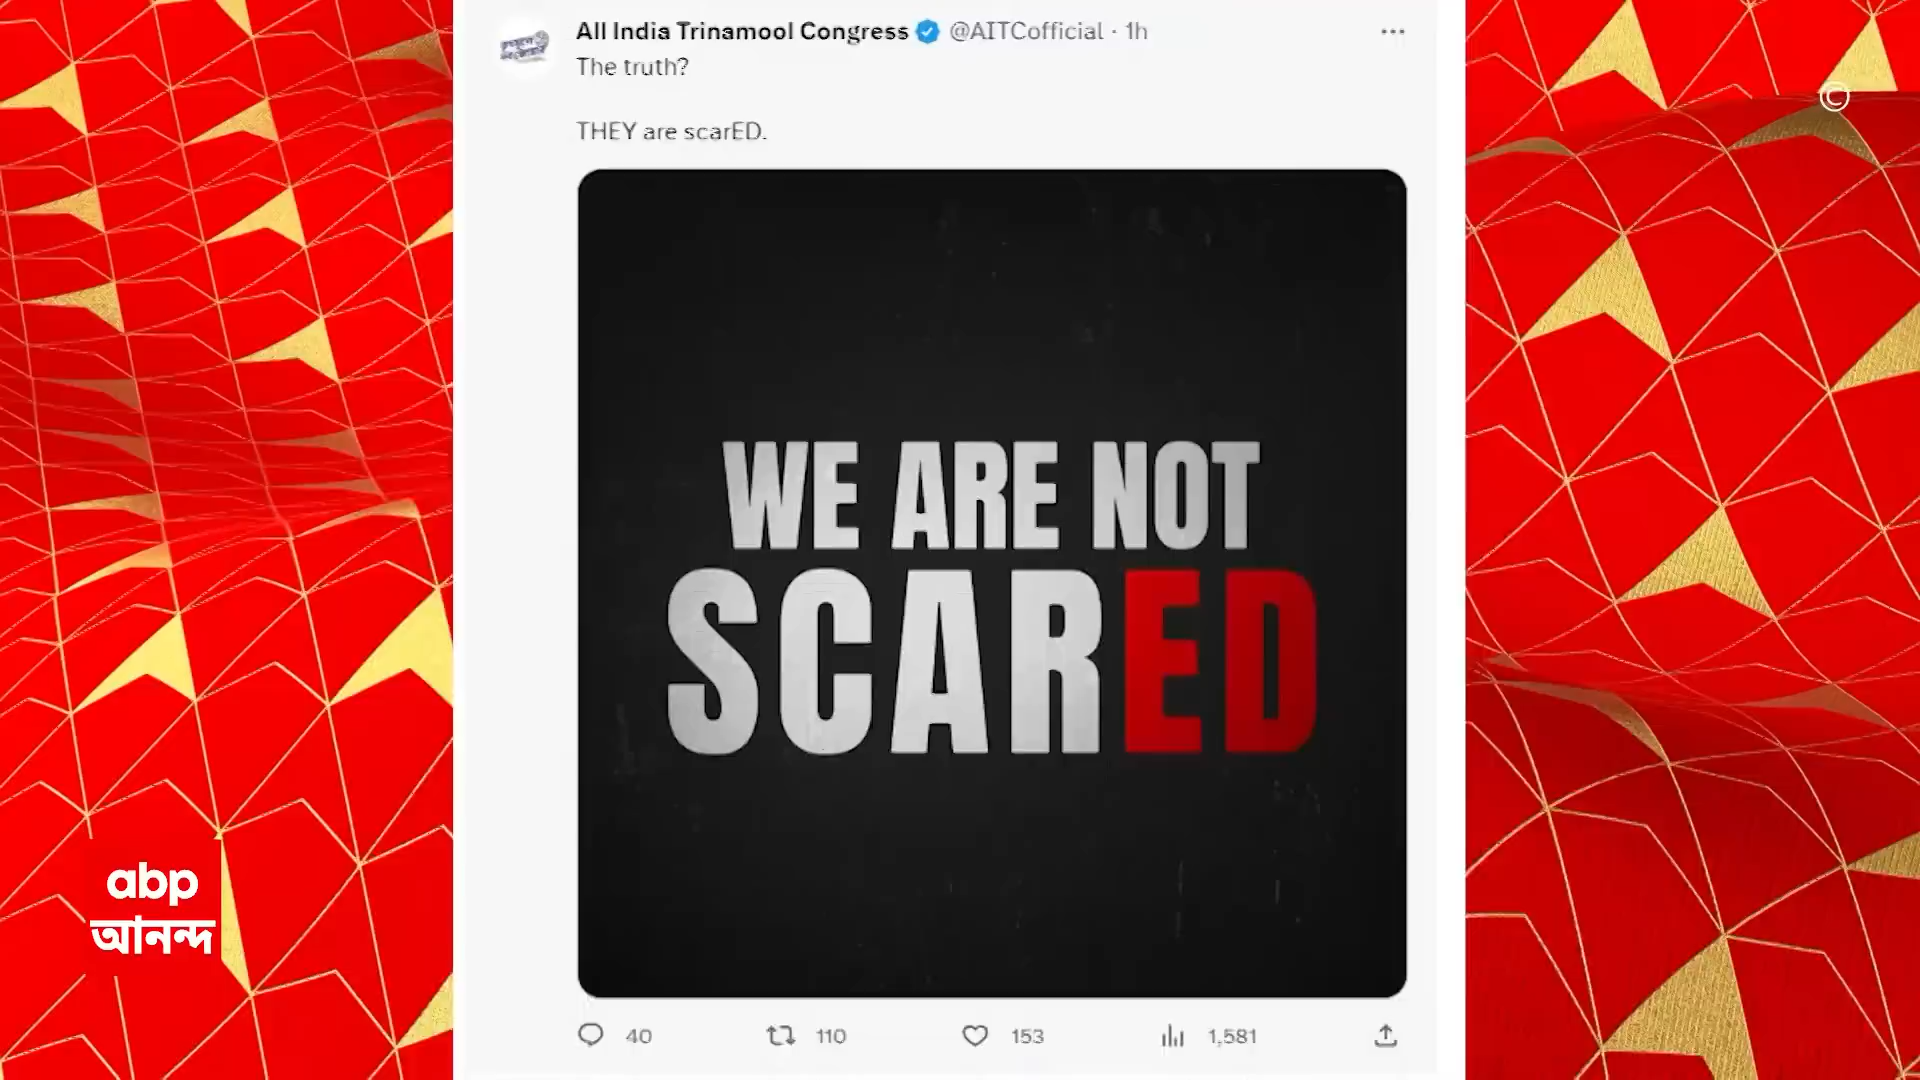 All India Trinamool Congress @AITCofficial · 1h
The truth?
THEY are scarED.
WE ARE NOT
SCARED
40 110 153 1,581
©
abp
আনন্দ